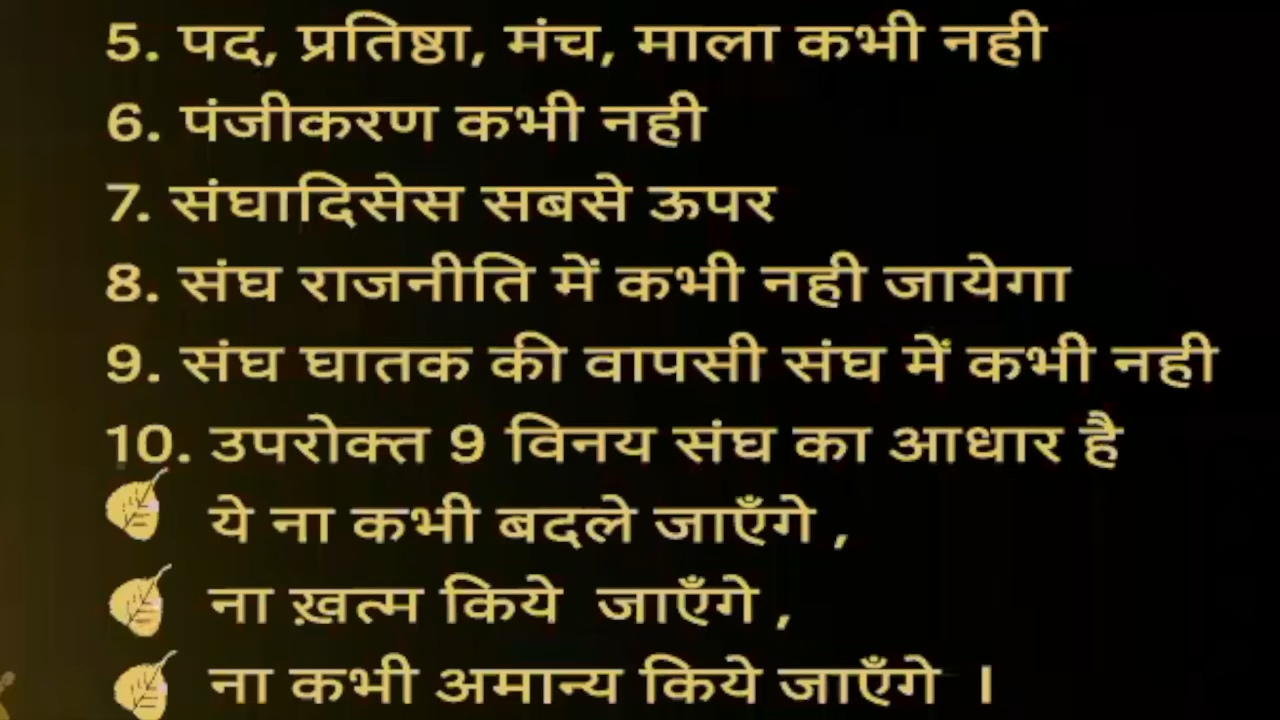 5. पद, प्रतिष्ठा, मंच, माला कभी नही
6. पंजीकरण कभी नही
7. संघादिसेस सबसे ऊपर
8. संघ राजनीति में कभी नही जायेगा
9. संघ घातक की वापसी संघ में कभी नही
10. उपरोक्त 9 विनय संघ का आधार है
ये ना कभी बदले जाएँगे ,
ना ख़त्म किये जाएँगे ,
ना कभी अमान्य किये जाएँगे ।